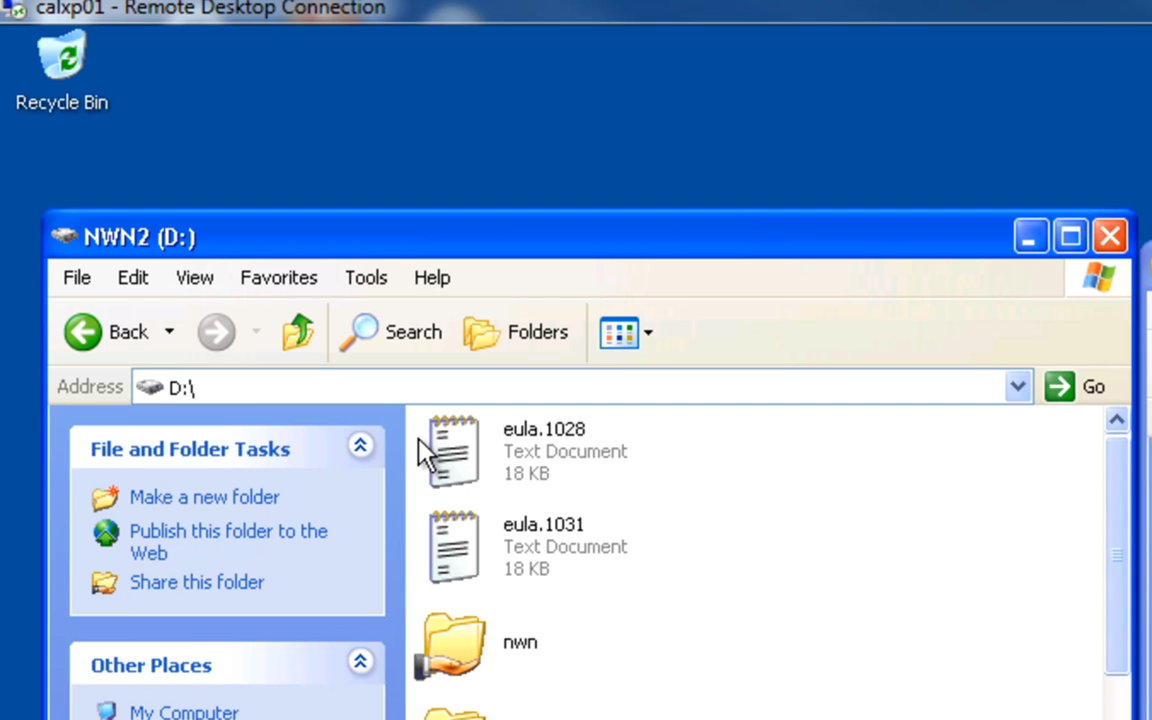 calxp01 - Remote Desktop Connection
Recycle Bin
NWN2 (D:)
File Edit View Favorites Tools Help
Back Search Folders
Address D:\ Go
File and Folder Tasks
Make a new folder
Publish this folder to the
Web
Share this folder
Other Places
My Computer
eula.1028
Text Document
18 KB
eula.1031
Text Document
18 KB
nwn